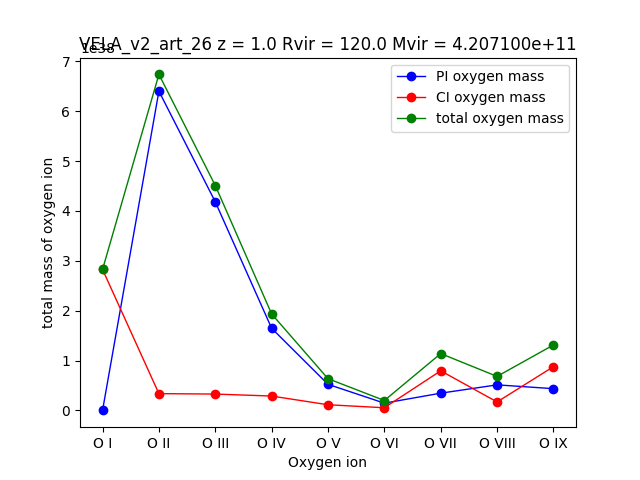 VELA_v2_art_26 z = 1.0 Rvir = 120.0 Mvir = 4.207100e+11
1e38
7
6
5
4
3
2
1
0
total mass of oxygen ion
PI oxygen mass
CI oxygen mass
total oxygen mass
O I O II O III O IV O V O VI O VII O VIII O IX
Oxygen ion